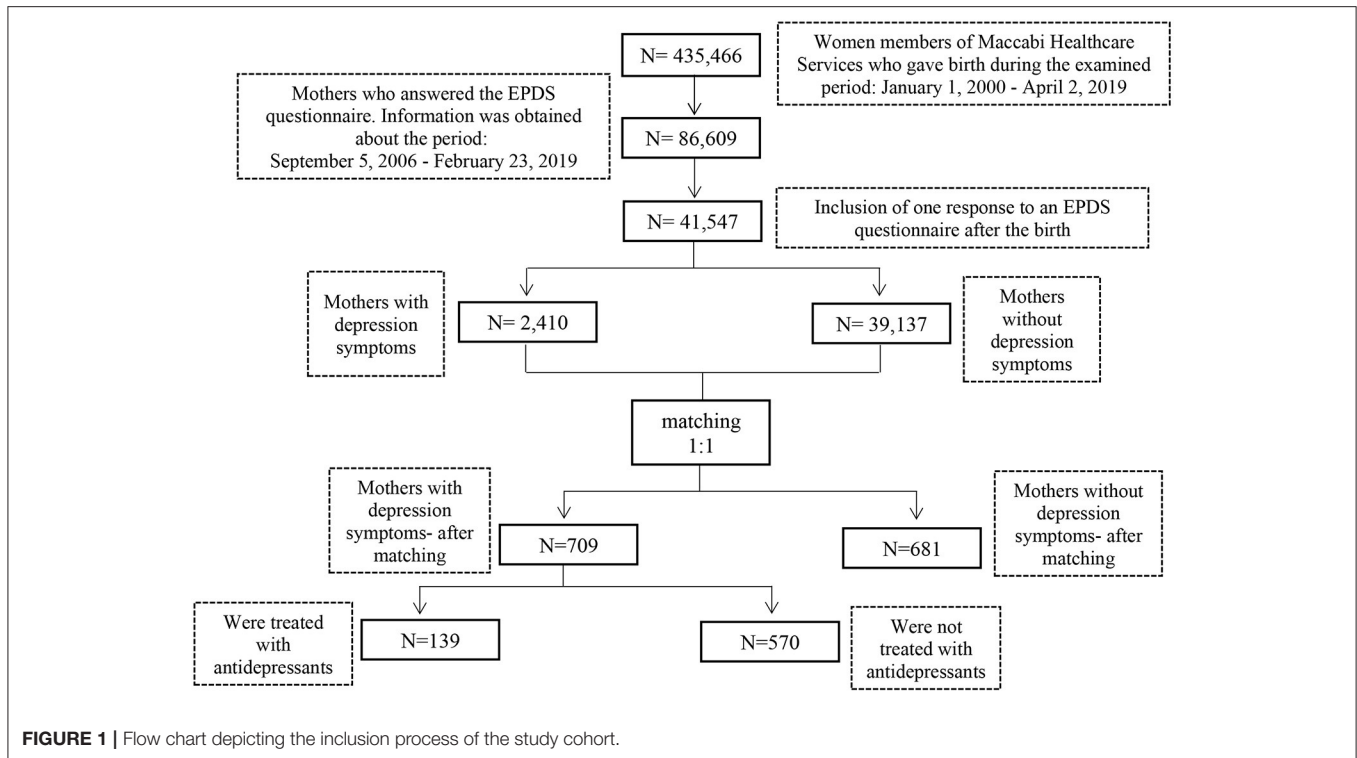 N= 435,466
Women members of Maccabi Healthcare
Services who gave birth during the examined
period: January 1, 2000 - April 2, 2019
Mothers who answered the EPDS
questionnaire. Information was obtained
about the period:
September 5, 2006 - February 23, 2019
N= 86,609
N= 41,547
Inclusion of one response to an EPDS
questionnaire after the birth
Mothers with
depression
symptoms
N= 2,410
N= 39,137
Mothers
without
depression
symptoms
matching
1:1
Mothers with
depression
symptoms- after
matching
N=709
N=681
Mothers without
depression
symptoms- after
matching
Were treated
with
antidepressants
N=139
N=570
Were not
treated with
antidepressants
FIGURE 1 | Flow chart depicting the inclusion process of the study cohort.